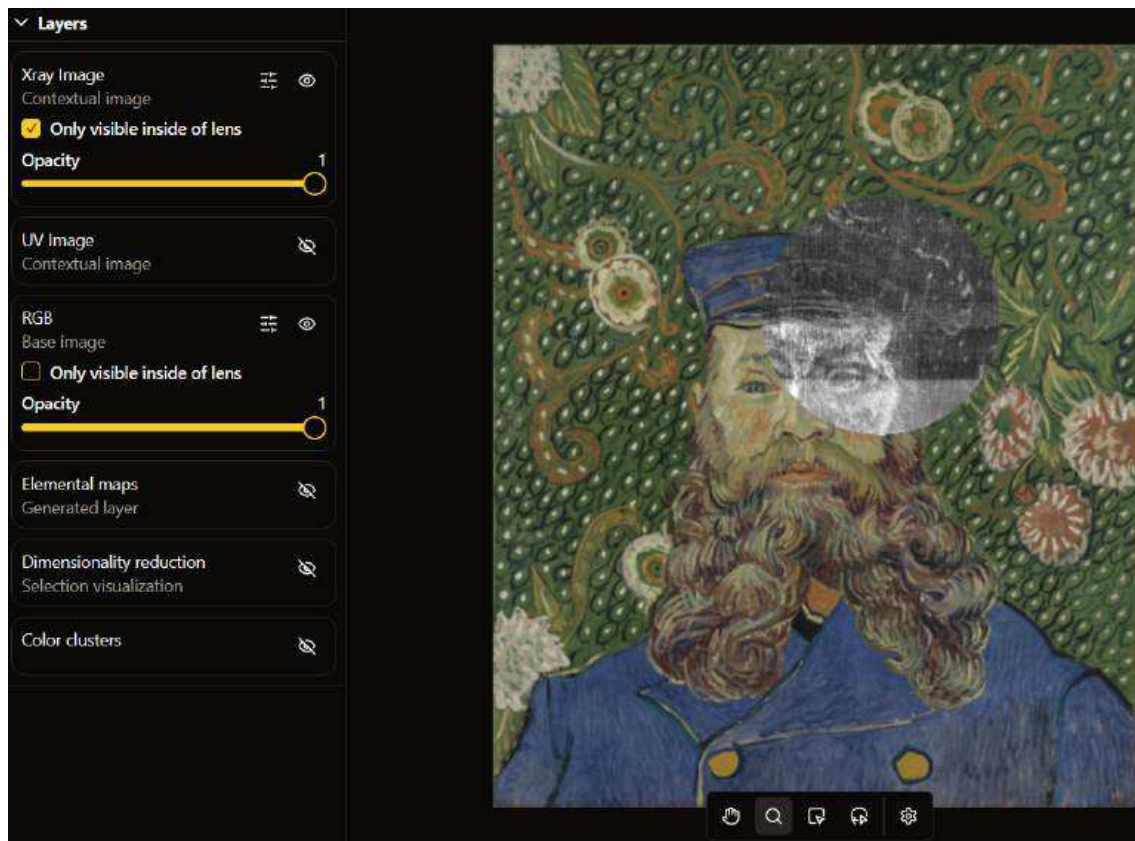 Layers
Xray Image
Contextual image
Only visible inside of lens
Opacity 1
UV Image
Contextual image
RGB
Base image
Only visible inside of lens
Opacity 1
Elemental maps
Generated layer
Dimensionality reduction
Selection visualization
Color clusters